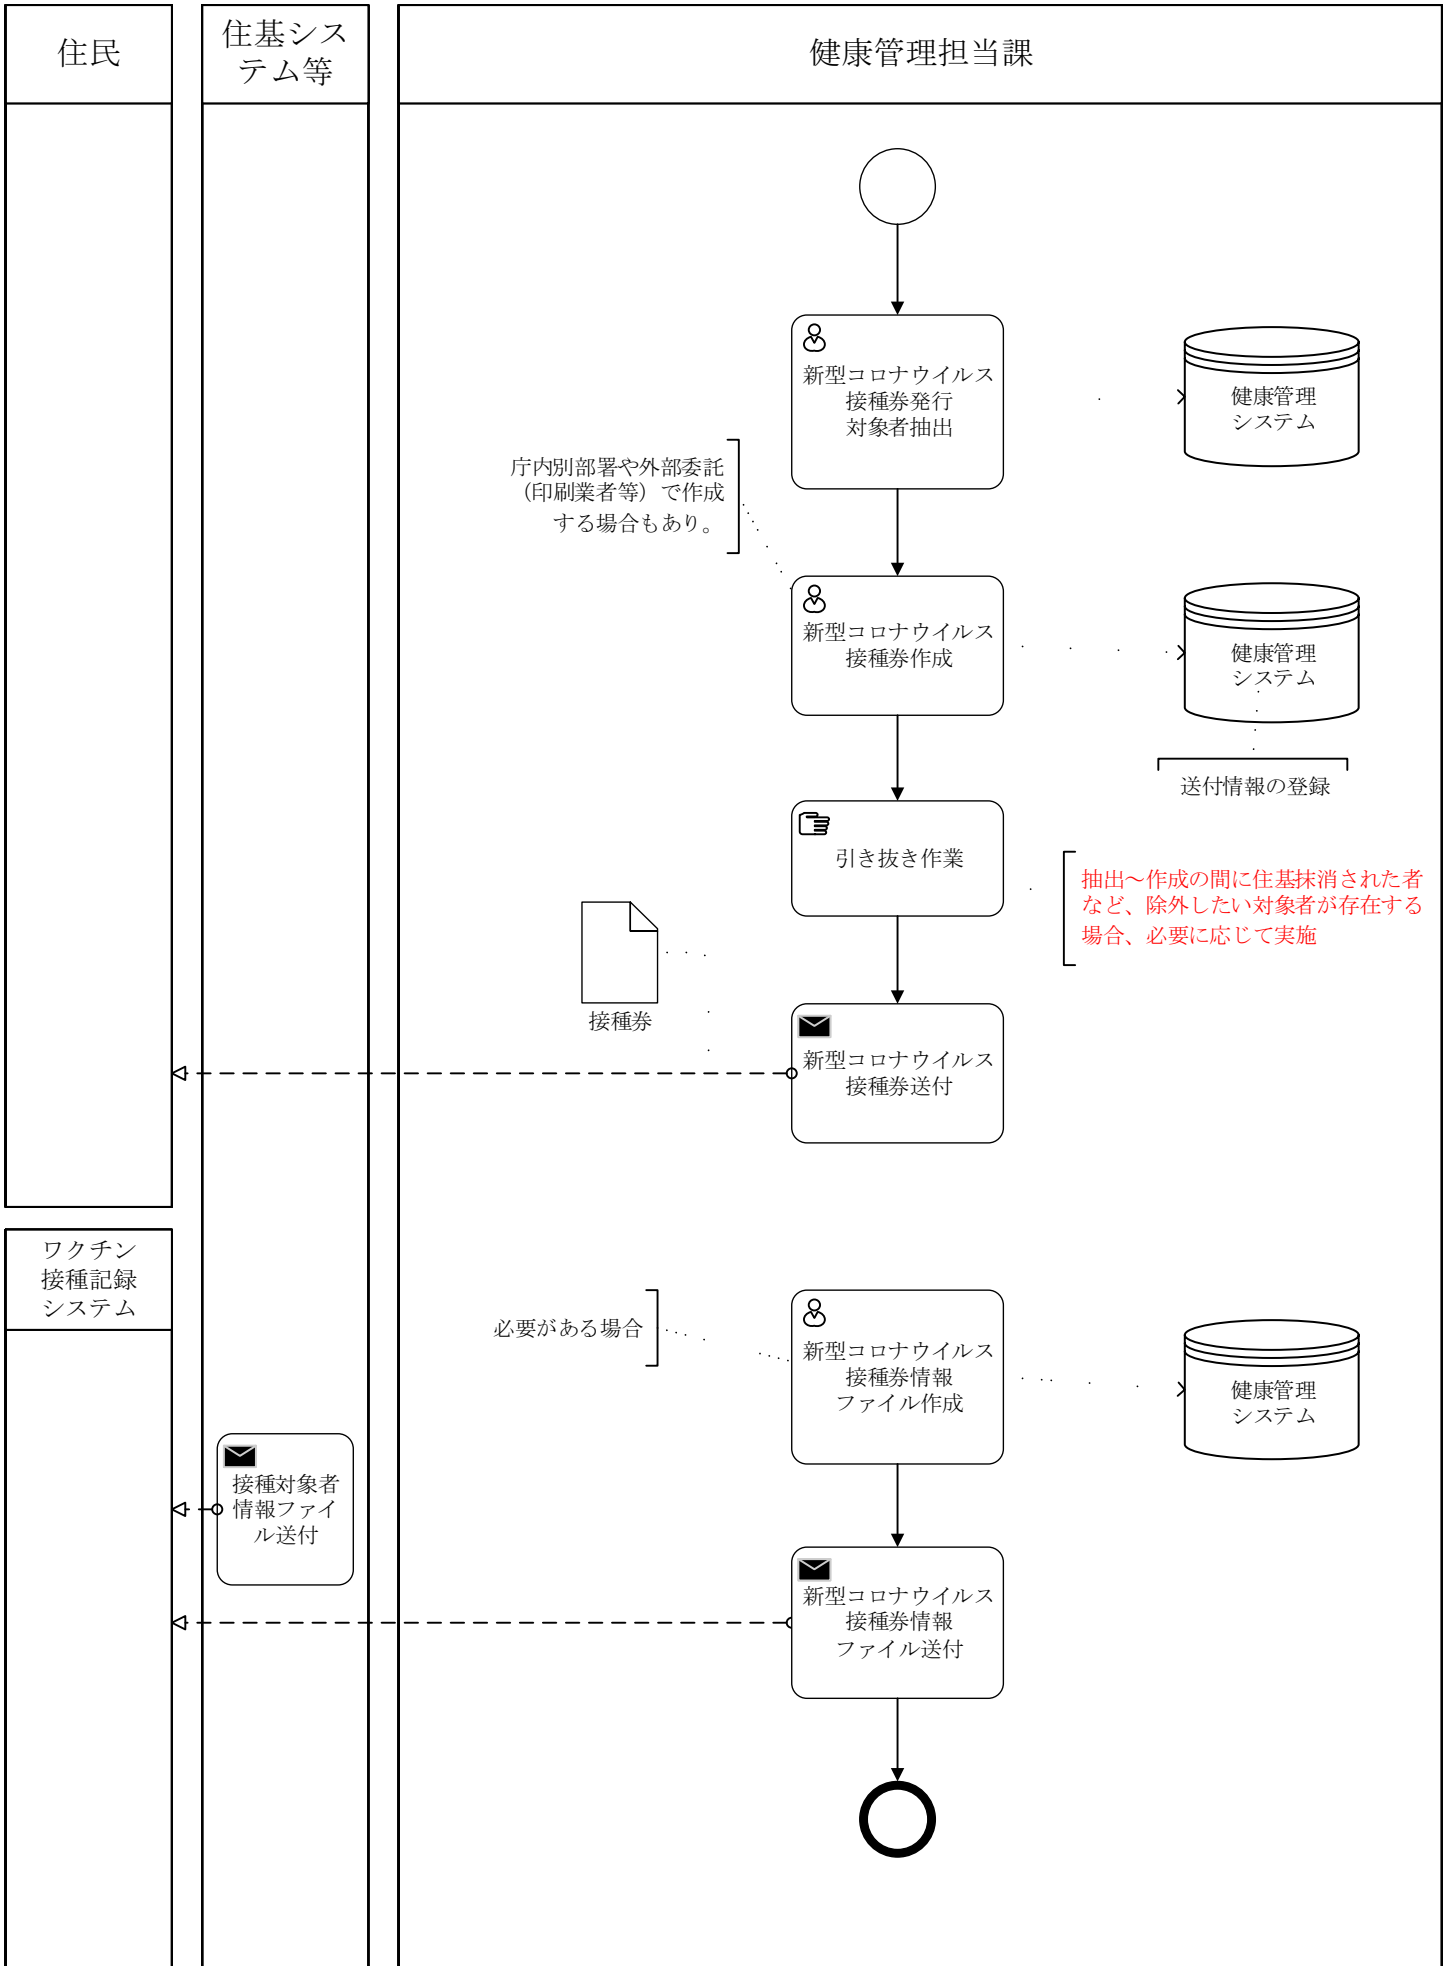 住民
住基シス
テム等
健康管理担当課
新型コロナウイルス
接種券発行
対象者抽出
健康管理
システム
庁内別部署や外部委託
（印刷業者等）で作成
する場合もあり。
新型コロナウイルス
接種券作成
健康管理
システム
送付情報の登録
引き抜き作業
抽出～作成の間に住基抹消された者
など、除外したい対象者が存在する
場合、必要に応じて実施
接種券
新型コロナウイルス
接種券送付
ワクチン
接種記録
システム
必要がある場合
新型コロナウイルス
接種券情報
ファイル作成
健康管理
システム
接種対象者
情報ファイ
ル送付
新型コロナウイルス
接種券情報
ファイル送付